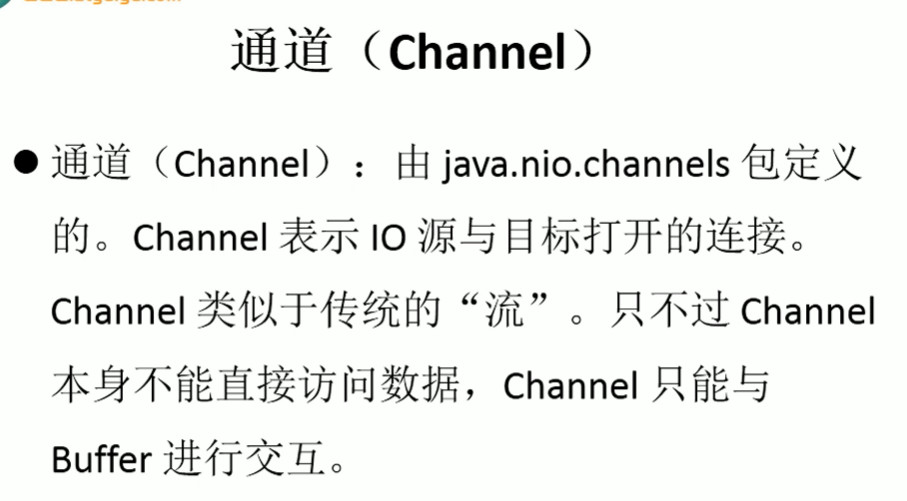 通道（Channel）
● 通道（Channel）：由 java.nio.channels 包定义
的。Channel 表示 IO 源与目标打开的连接。
Channel 类似于传统的“流”。只不过 Channel
本身不能直接访问数据，Channel 只能与
Buffer 进行交互。